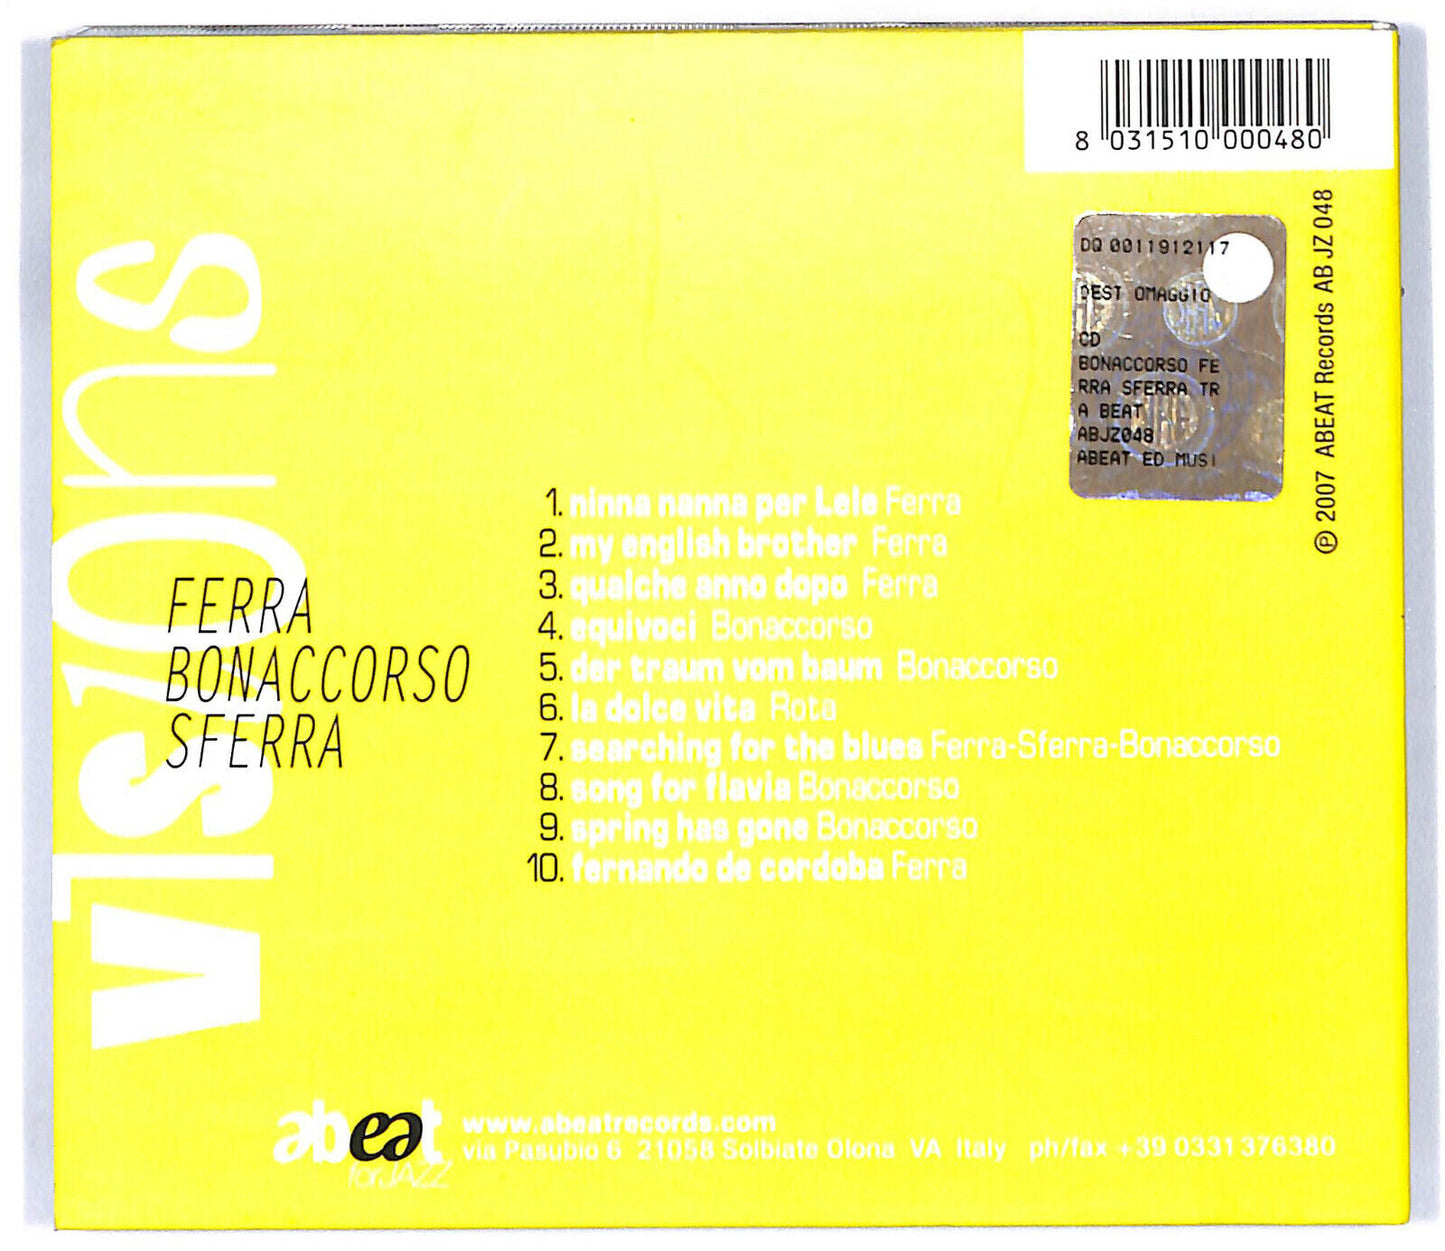 8 031510 000480
℗ 2007 ABEAT Records AB JZ 048
DQ 0011912117
DEST OMAGGIO
CD
BONACCORSO FE
RRA SFERRA TR
A BEAT
ABJZ048
ABEAT ED MUSI
v1s10ns
FERRA
BONACCORSO
SFERRA
1. ninna nanna per Lele Ferra
2. my english brother Ferra
3. qualche anno dopo Ferra
4. equivoci Bonaccorso
5. der traum vom baum Bonaccorso
6. la dolce vita Rota
7. searching for the blues Ferra-Sferra-Bonaccorso
8. song for flavia Bonaccorso
9. spring has gone Bonaccorso
10. fernando de cordoba Ferra
abeat
forJAZZ
www.abeatrecords.com
via Pasubio 6 21058 Solbiate Olona VA Italy ph/fax +39 0331 376380